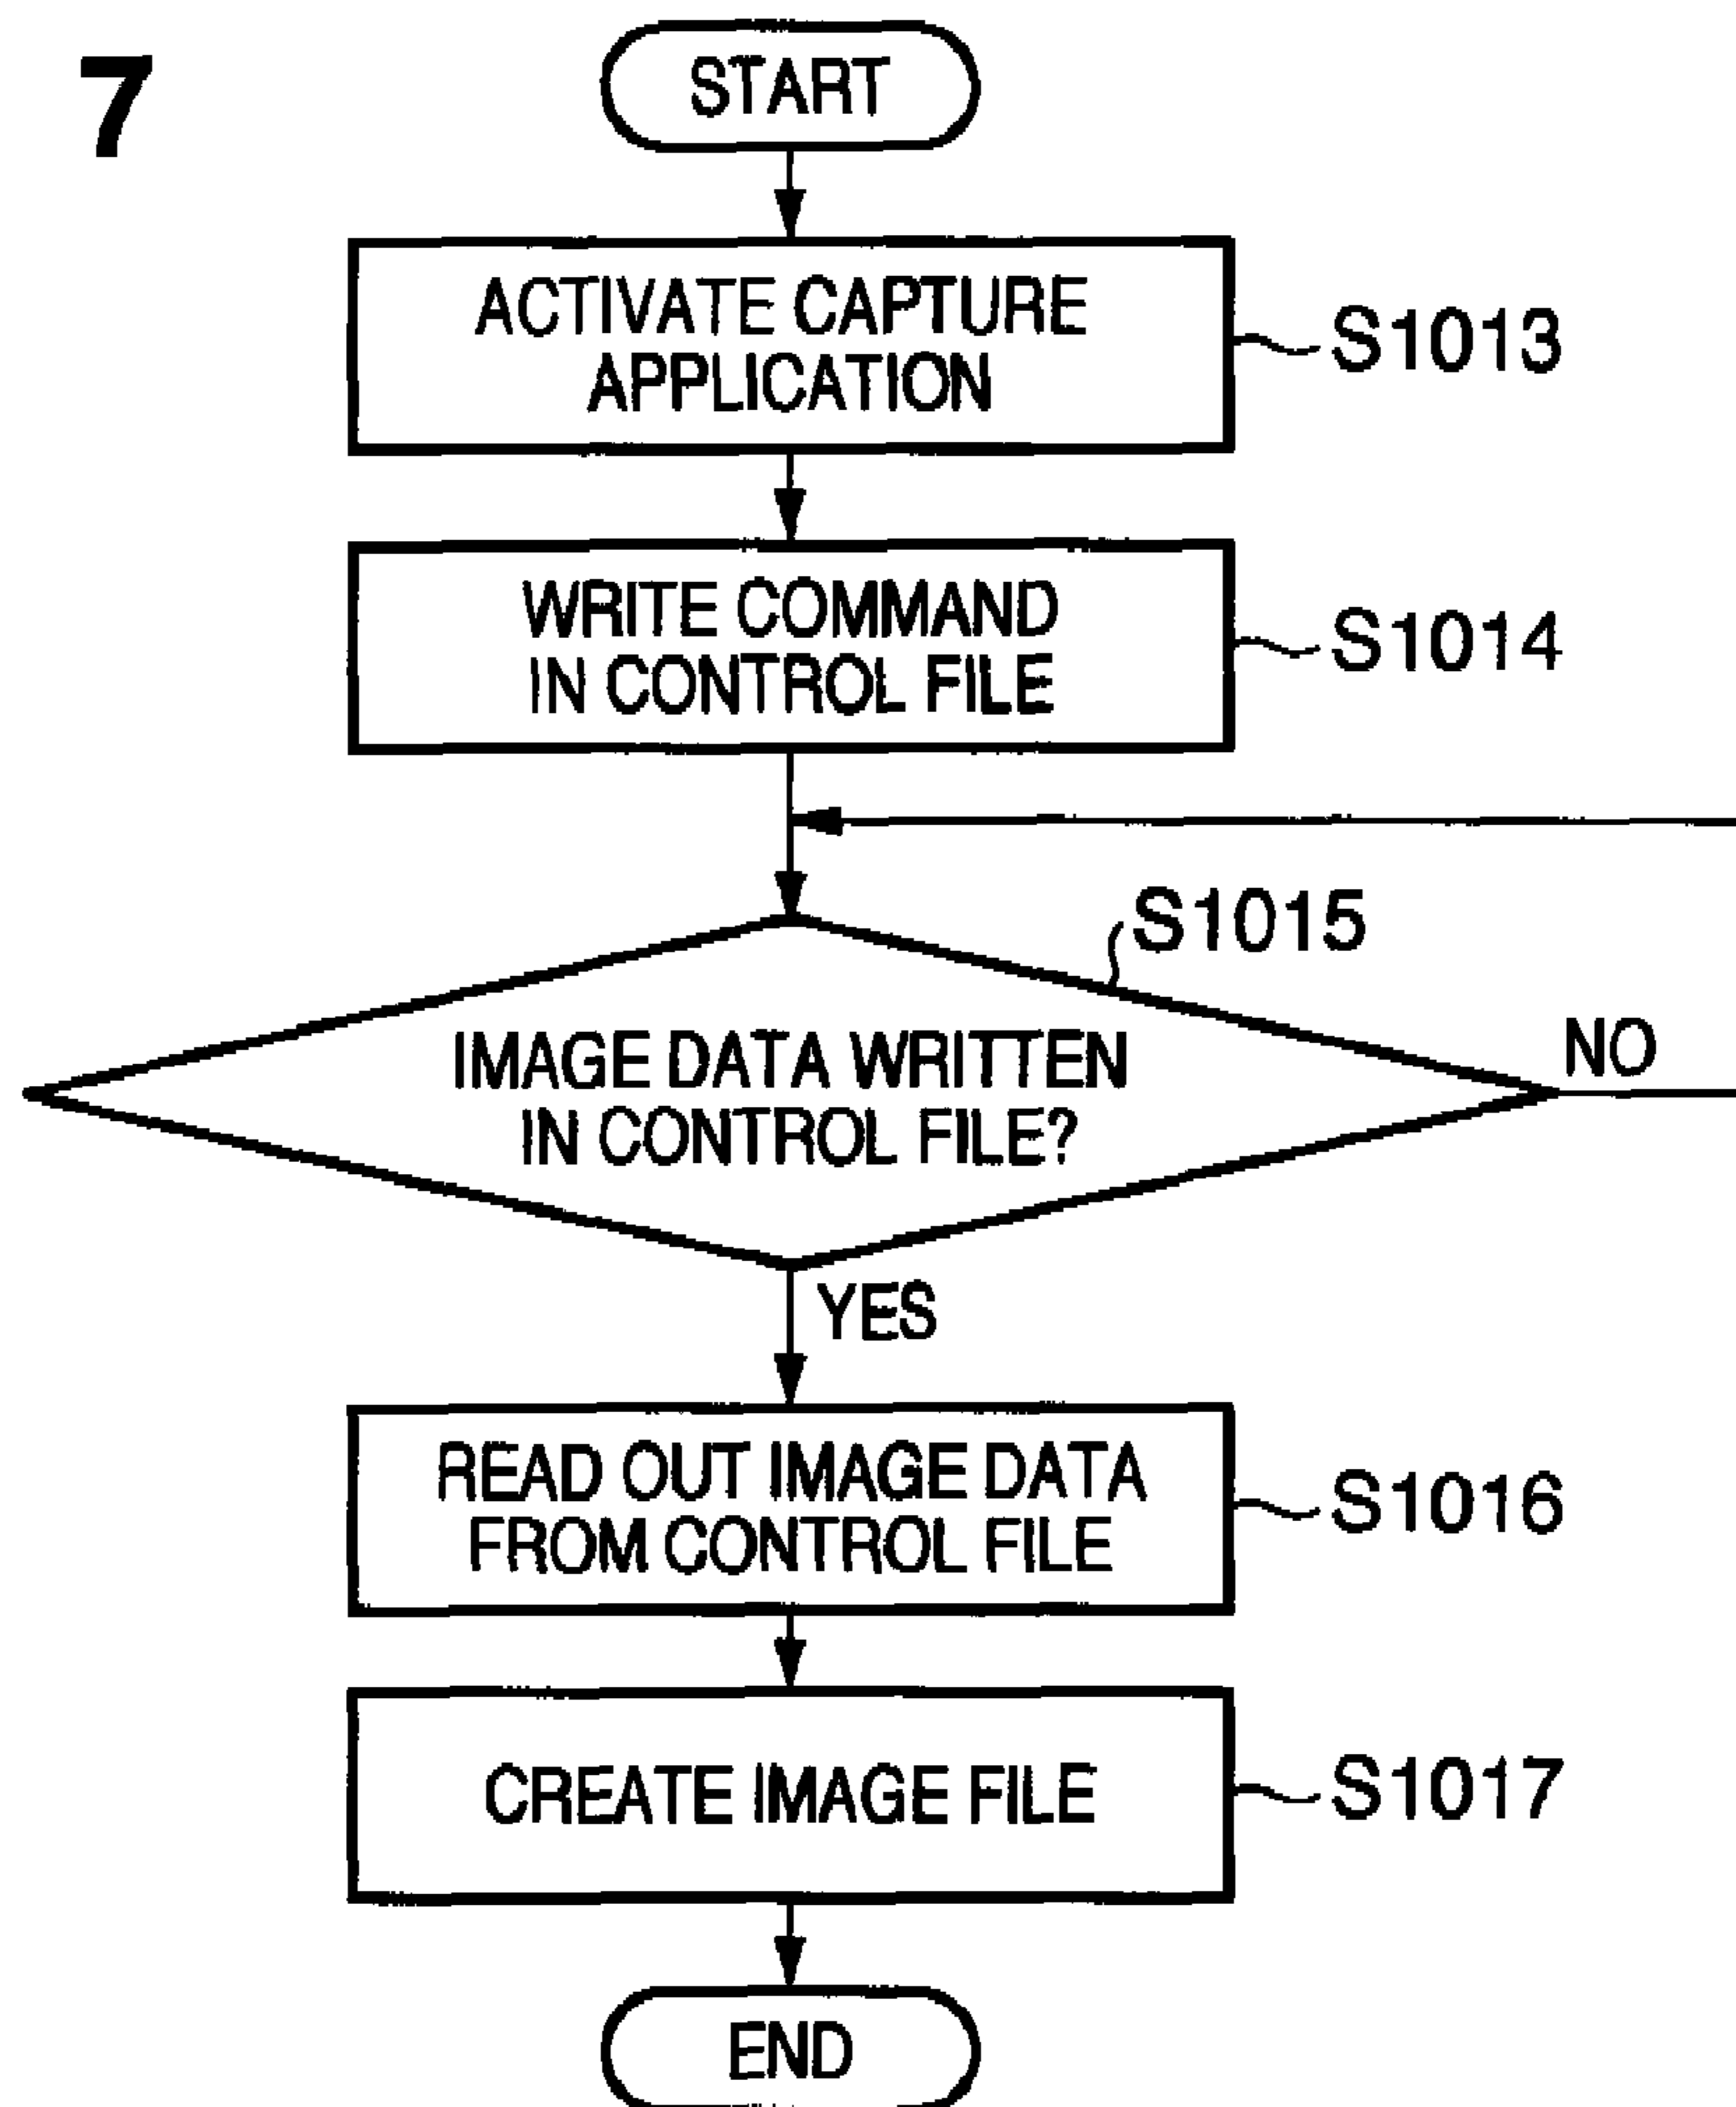 7
START
ACTIVATE CAPTURE
APPLICATION
S1013
WRITE COMMAND
IN CONTROL FILE
S1014
S1015
IMAGE DATA WRITTEN
IN CONTROL FILE?
NO
YES
READ OUT IMAGE DATA
FROM CONTROL FILE
S1016
CREATE IMAGE FILE
S1017
END